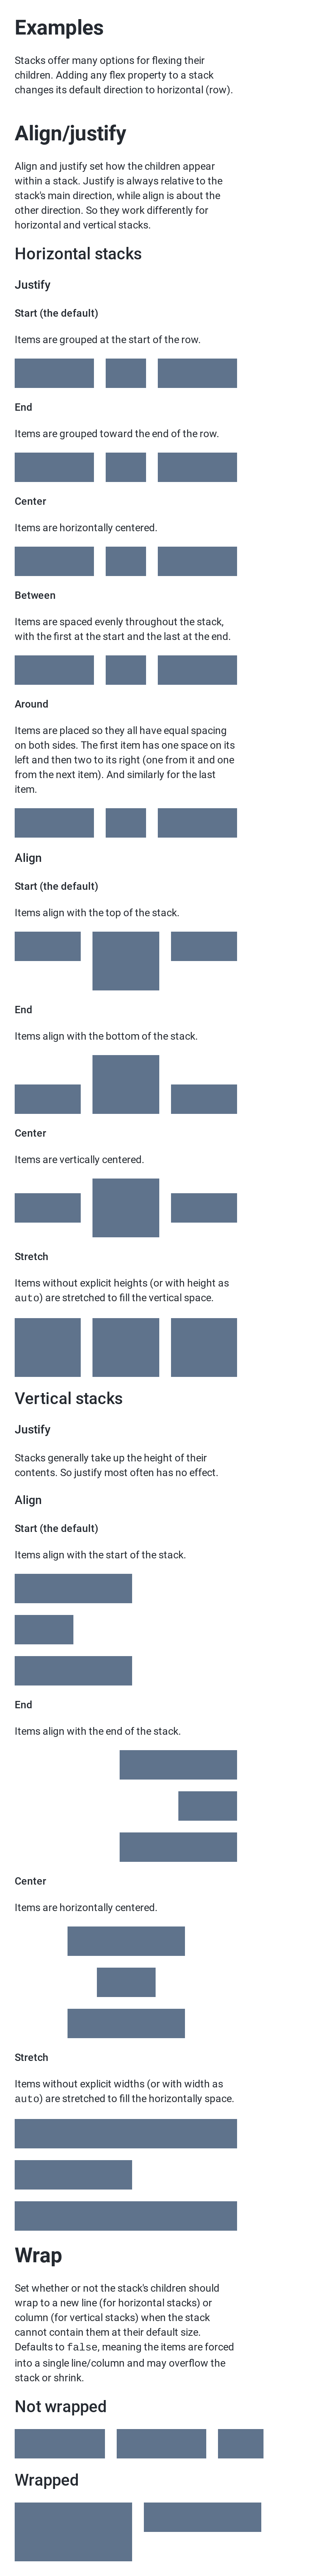 Examples
Stacks offer many options for flexing their
children. Adding any flex property to a stack
changes its default direction to horizontal (row).
Align/justify
Align and justify set how the children appear
within a stack. Justify is always relative to the
stack's main direction, while align is about the
other direction. So they work differently for
horizontal and vertical stacks.
Horizontal stacks
Justify
Start (the default)
Items are grouped at the start of the row.
End
Items are grouped toward the end of the row.
Center
Items are horizontally centered.
Between
Items are spaced evenly throughout the stack,
with the first at the start and the last at the end.
Around
Items are placed so they all have equal spacing
on both sides. The first item has one space on its
left and then two to its right (one from it and one
from the next item). And similarly for the last
item.
Align
Start (the default)
Items align with the top of the stack.
End
Items align with the bottom of the stack.
Center
Items are vertically centered.
Stretch
Items without explicit heights (or with height as
auto) are stretched to fill the vertical space.
Vertical stacks
Justify
Stacks generally take up the height of their
contents. So justify most often has no effect.
Align
Start (the default)
Items align with the start of the stack.
End
Items align with the end of the stack.
Center
Items are horizontally centered.
Stretch
Items without explicit widths (or with width as
auto) are stretched to fill the horizontally space.
Wrap
Set whether or not the stack's children should
wrap to a new line (for horizontal stacks) or
column (for vertical stacks) when the stack
cannot contain them at their default size.
Defaults to false, meaning the items are forced
into a single line/column and may overflow the
stack or shrink.
Not wrapped
Wrapped